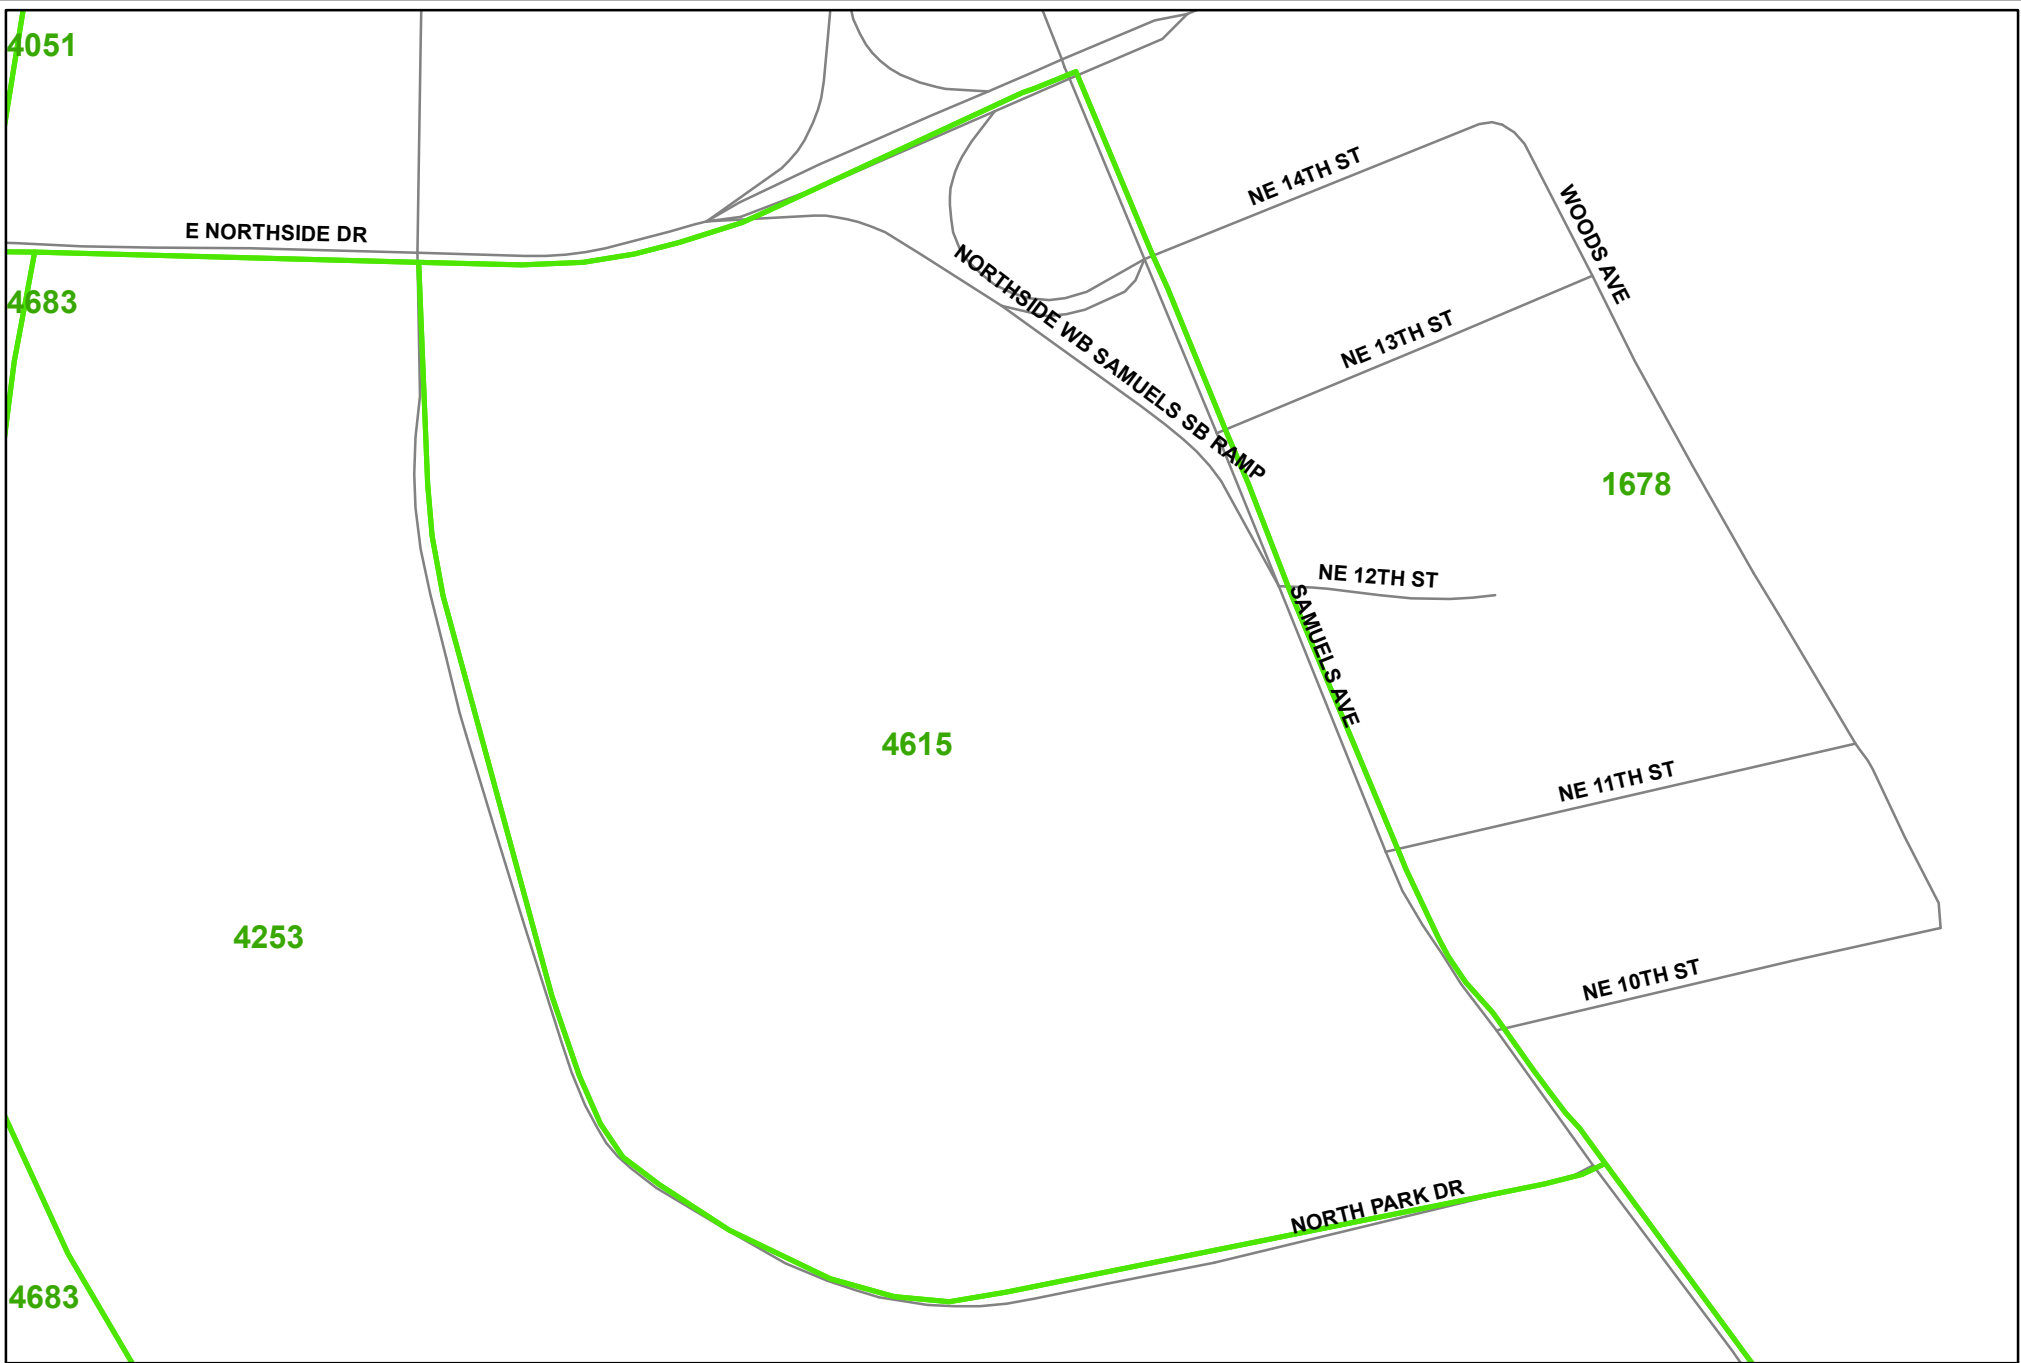 4051
NE 14TH ST
WOODS AVE
E NORTHSIDE DR
4683
NORTHSIDE WB SAMUELS SB RAMP
NE 13TH ST
1678
NE 12TH ST
SAMUELS AVE
4615
NE 11TH ST
4253
NE 10TH ST
NORTH PARK DR
4683